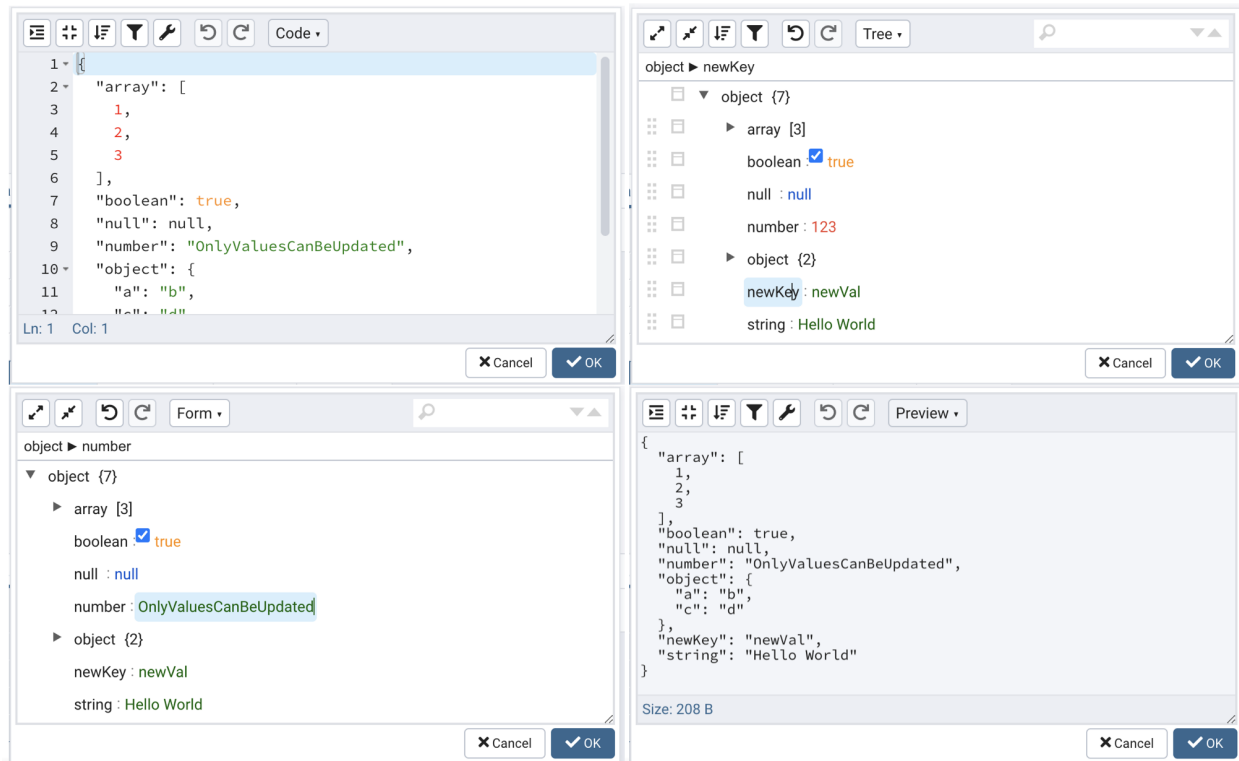 Code ▾
1 {
2 "array": [
3 1,
4 2,
5 3
6 ],
7 "boolean": true,
8 "null": null,
9 "number": "OnlyValuesCanBeUpdated",
10 "object": {
11 "a": "b",
12 "c": "d"
Ln: 1 Col: 1
Cancel OK
Tree ▾
object ► newKey
object {7}
array [3]
boolean : true
null : null
number : 123
object {2}
newKey : newVal
string : Hello World
Cancel OK
Form ▾
object ► number
object {7}
array [3]
boolean : true
null : null
number : OnlyValuesCanBeUpdated
object {2}
newKey : newVal
string : Hello World
Cancel OK
Preview ▾
{
"array": [
1,
2,
3
],
"boolean": true,
"null": null,
"number": "OnlyValuesCanBeUpdated",
"object": {
"a": "b",
"c": "d"
},
"newKey": "newVal",
"string": "Hello World"
}
Size: 208 B
Cancel OK